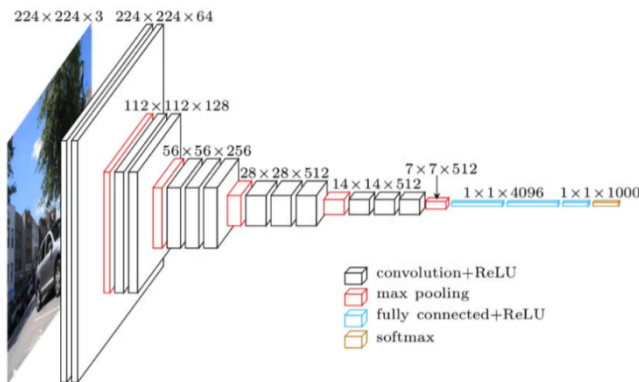 224×224×3
224×224×64
112×112×128
56×56×256
28×28×512
14×14×512
7×7×512
1×1×4096
1×1×1000
convolution+ReLU
max pooling
fully connected+ReLU
softmax